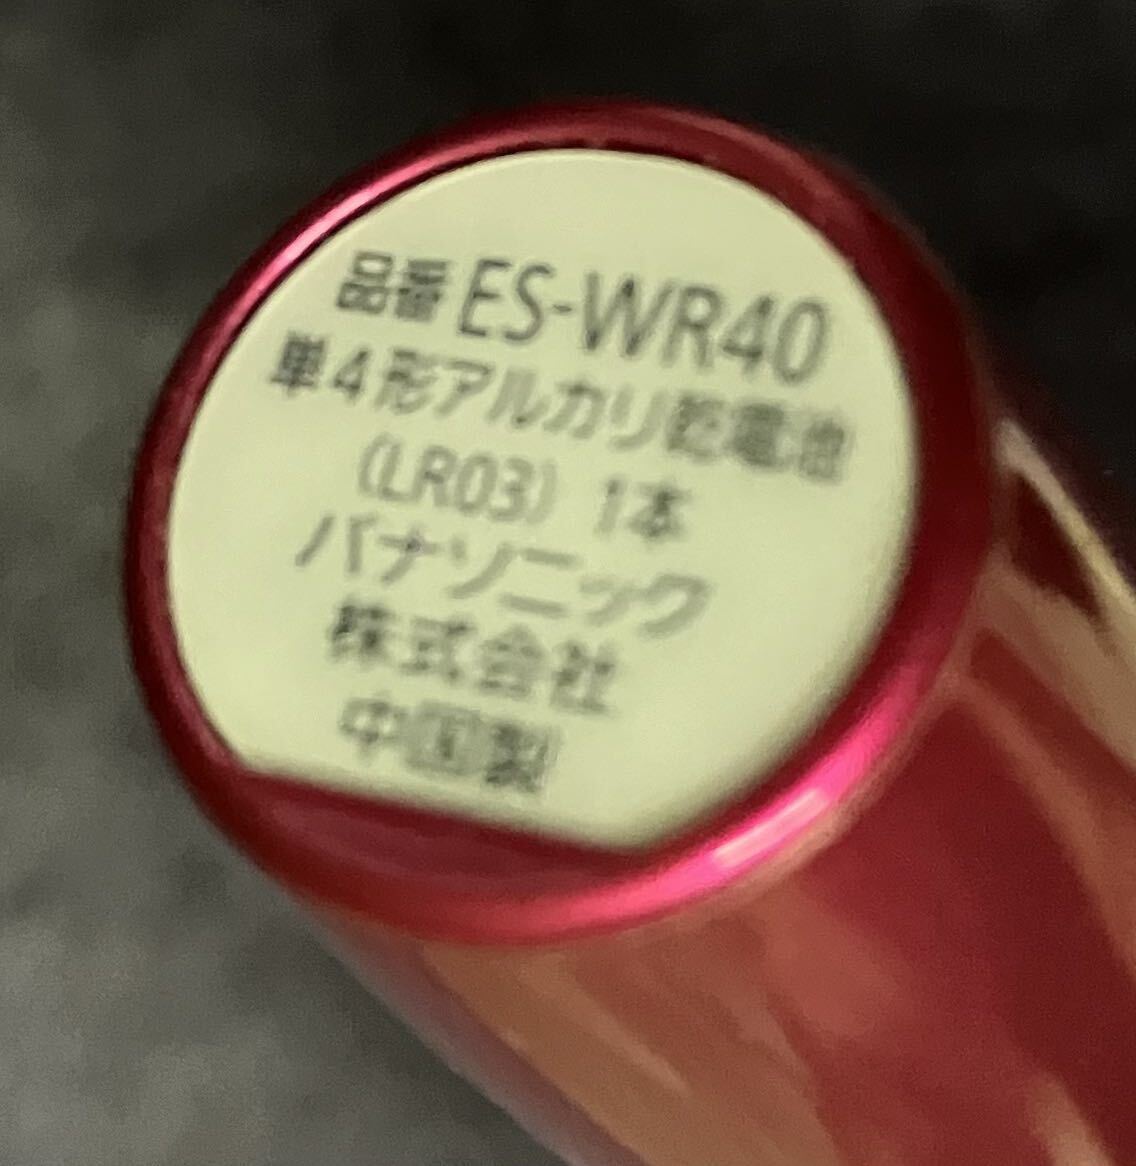 品番 ES-WR40
単4形アルカリ乾電池
(LR03) 1本
パナソニック
株式会社
中国製